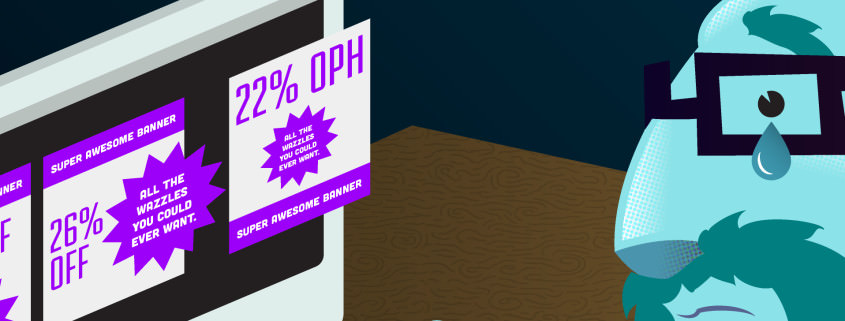 NNER
F
SUPER AWESOME BANNER
26%
OFF
ALL THE
WAZZLES
YOU COULD
EVER WANT.
22% OPH
ALL THE
WAZZLES
YOU COULD
EVER WANT.
SUPER AWESOME BANNER